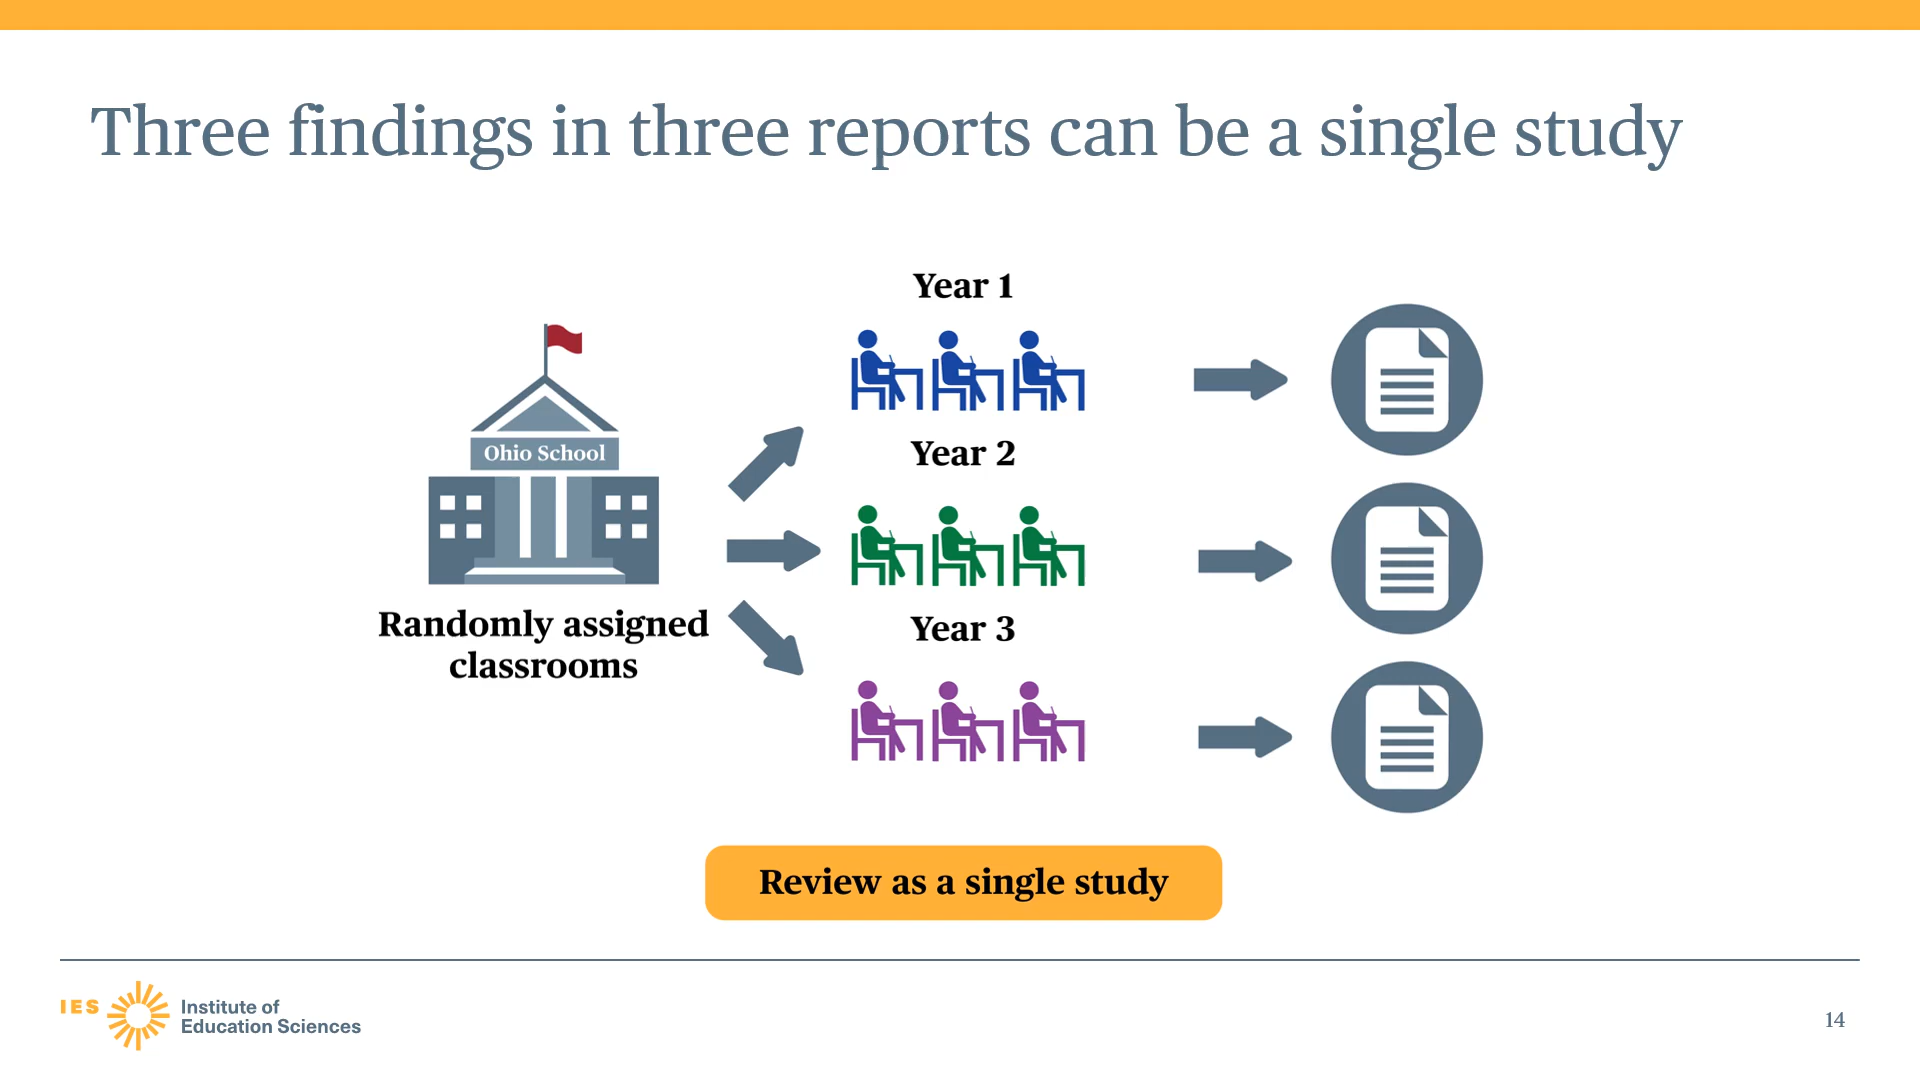 Three findings in three reports can be a single study
Year 1
Ohio School
Year 2
Randomly assigned
classrooms
Year 3
Review as a single study
IES
Institute of
Education Sciences
14